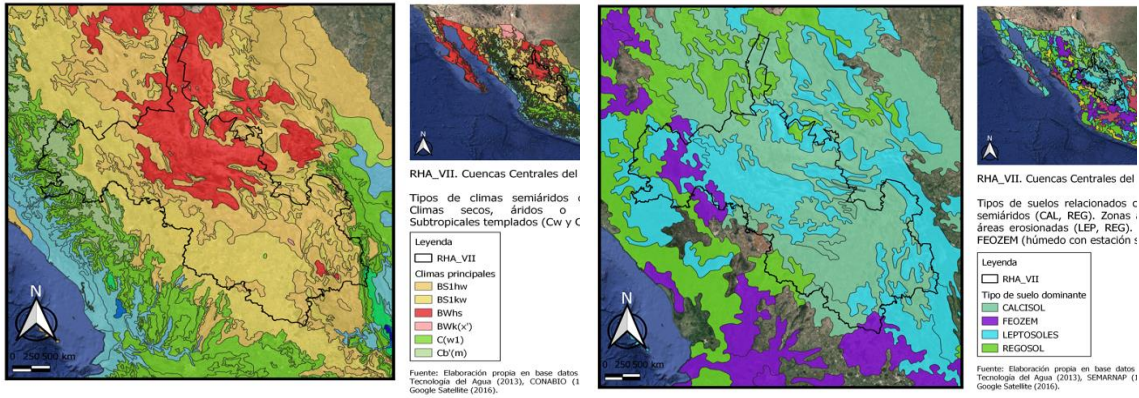 N
0 250 500 km
N
RHA_VII. Cuencas Centrales del
Tipos de climas semiáridos
Climas secos, áridos o
Subtropicales templados (Cw y C
Leyenda
RHA_VII
Climas principales
BS1hw
BS1kw
BWhs
BWk(x')
C(w1)
Cb'(m)
Fuente: Elaboración propia en base datos
Tecnología del Agua (2013), CONABIO (1
Google Satellite (2016).
N
0 250 500 km
N
RHA_VII. Cuencas Centrales del
Tipos de suelos relacionados
semiáridos (CAL, REG). Zonas
áreas erosionadas (LEP, REG).
FEOZEM (húmedo con estación s
Leyenda
RHA_VII
Tipo de suelo dominante
CALCISOL
FEOZEM
LEPTOSOLES
REGOSOL
Fuente: Elaboración propia en base datos
Tecnología del Agua (2013), SEMARNAP (1
Google Satellite (2016).